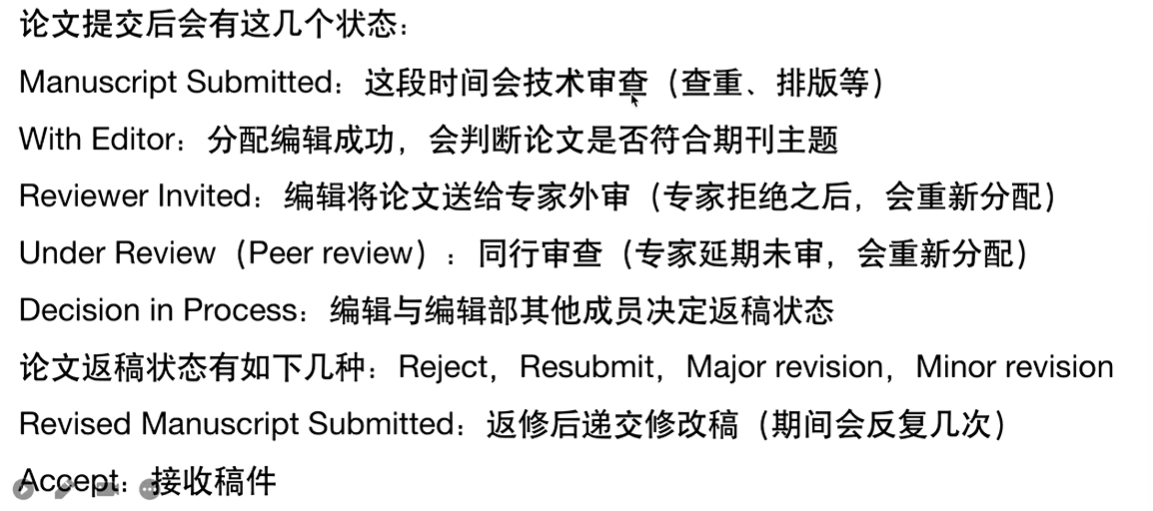 论文提交后会有这几个状态：
Manuscript Submitted：这段时间会技术审查（查重、排版等）
With Editor：分配编辑成功，会判断论文是否符合期刊主题
Reviewer Invited：编辑将论文送给专家外审（专家拒绝之后，会重新分配）
Under Review（Peer review）：同行审查（专家延期未审，会重新分配）
Decision in Process：编辑与编辑部其他成员决定返稿状态
论文返稿状态有如下几种：Reject，Resubmit，Major revision，Minor revision
Revised Manuscript Submitted：返修后递交修改稿（期间会反复几次）
Accept：接收稿件